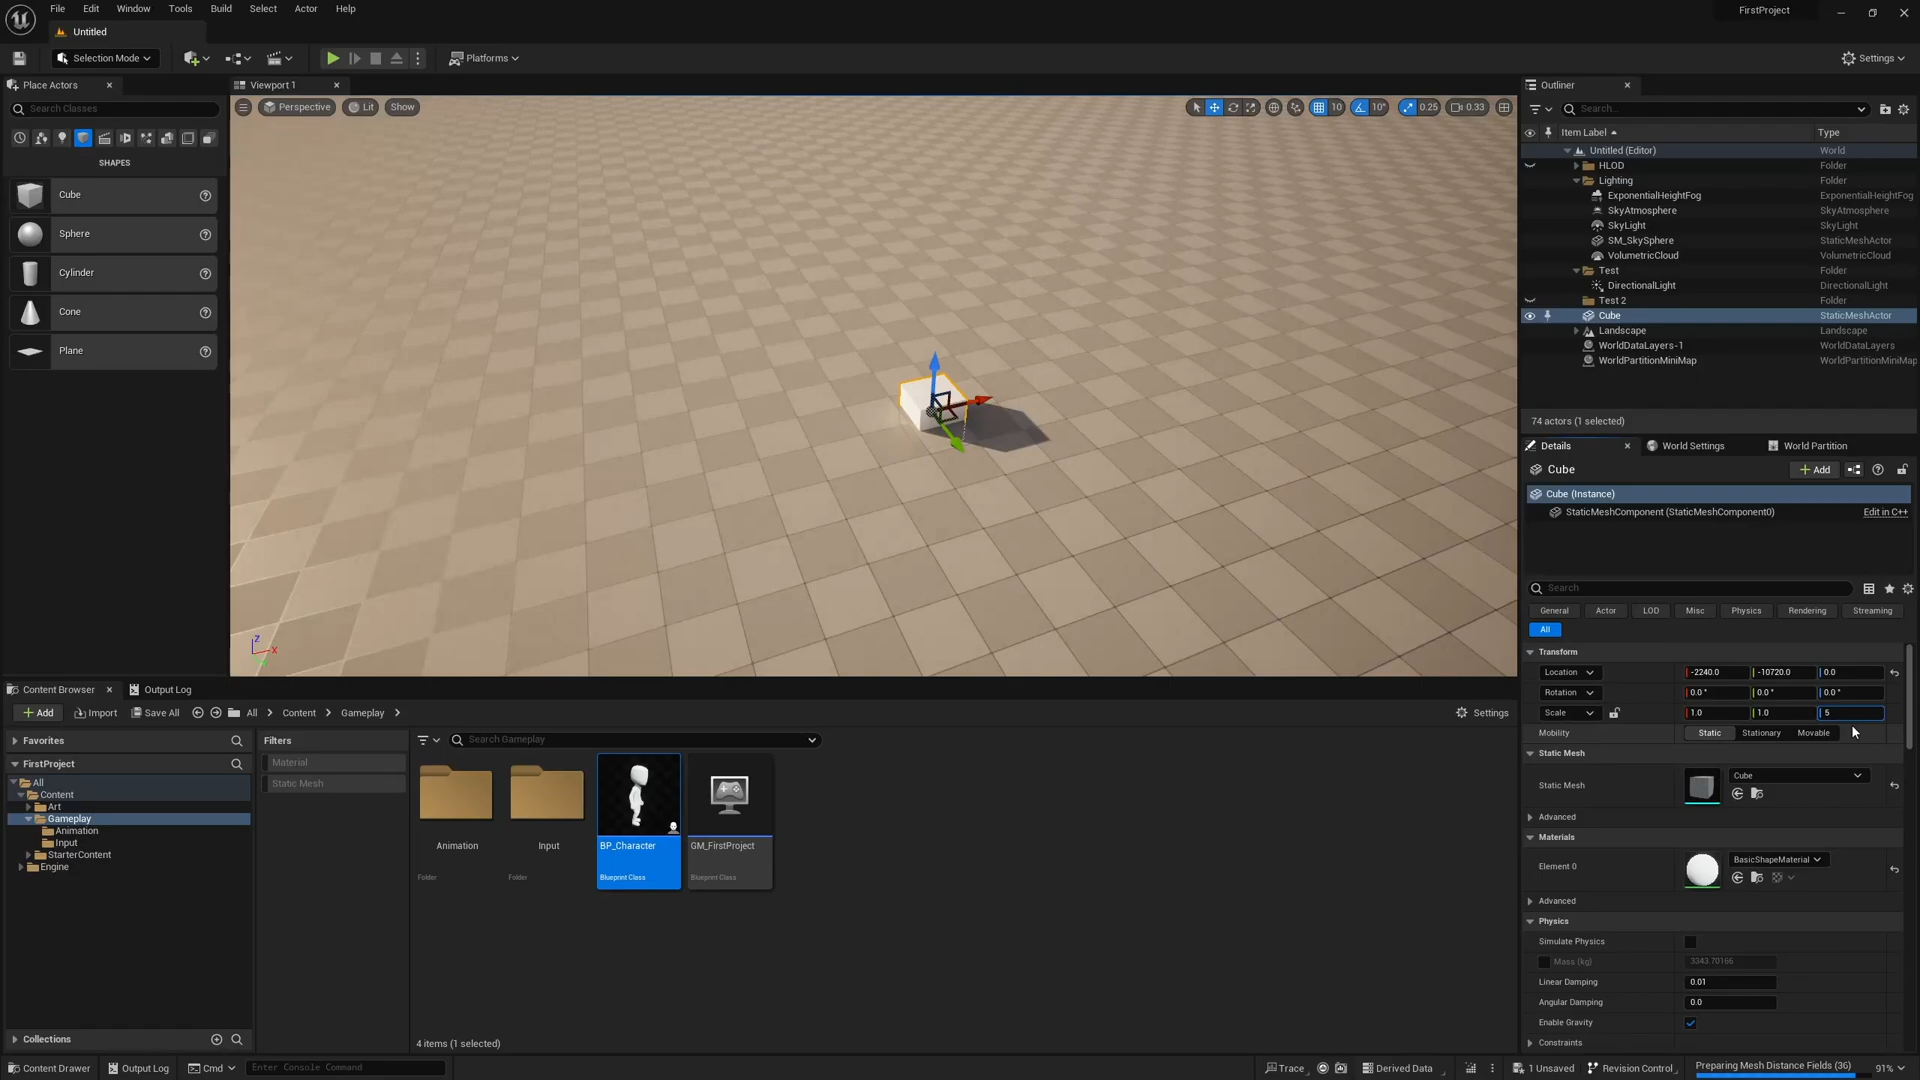 File Edit Window Tools Build Select Actor Help FirstProject
Untitled
Selection Mode Platforms Settings
Place Actors
Search Classes
SHAPES
Cube
Sphere
Cylinder
Cone
Plane
Viewport 1
Perspective Lit Show 10 10° 0.25 0.33
Z
X
Outliner
Search...
Item Label Type
Untitled (Editor) World
HLOD Folder
Lighting Folder
ExponentialHeightFog ExponentialHeightFog
SkyAtmosphere SkyAtmosphere
SkyLight SkyLight
SM_SkySphere StaticMeshActor
VolumetricCloud VolumetricCloud
Test Folder
DirectionalLight DirectionalLight
Test 2 Folder
Cube StaticMeshActor
Landscape Landscape
WorldDataLayers-1 WorldDataLayers
WorldPartitionMiniMap WorldPartitionMiniMap
74 actors (1 selected)
Details World Settings World Partition
Cube Add
Cube (Instance)
StaticMeshComponent (StaticMeshComponent0) Edit in C++
Search
General Actor LOD Misc Physics Rendering Streaming
All
Transform
Location -2240.0 -10720.0 0.0
Rotation 0.0 ° 0.0 ° 0.0 °
Scale 1.0 1.0 5
Mobility Static Stationary Movable
Static Mesh
Static Mesh Cube
Advanced
Materials
Element 0 BasicShapeMaterial
Advanced
Physics
Simulate Physics
Mass (kg) 3343.70166
Linear Damping 0.01
Angular Damping 0.0
Enable Gravity
Constraints
Content Browser Output Log
Add Import Save All All Content Gameplay Settings
Favorites
FirstProject
All
Content
Art
Gameplay
Animation
Input
StarterContent
Engine
Collections
Filters
Material
Static Mesh
Search Gameplay
Animation
Folder
Input
Folder
BP_Character
Blueprint Class
GM_FirstProject
Blueprint Class
4 items (1 selected)
Content Drawer Output Log Cmd Enter Console Command Trace Derived Data 1 Unsaved Revision Control Preparing Mesh Distance Fields (36) 91%